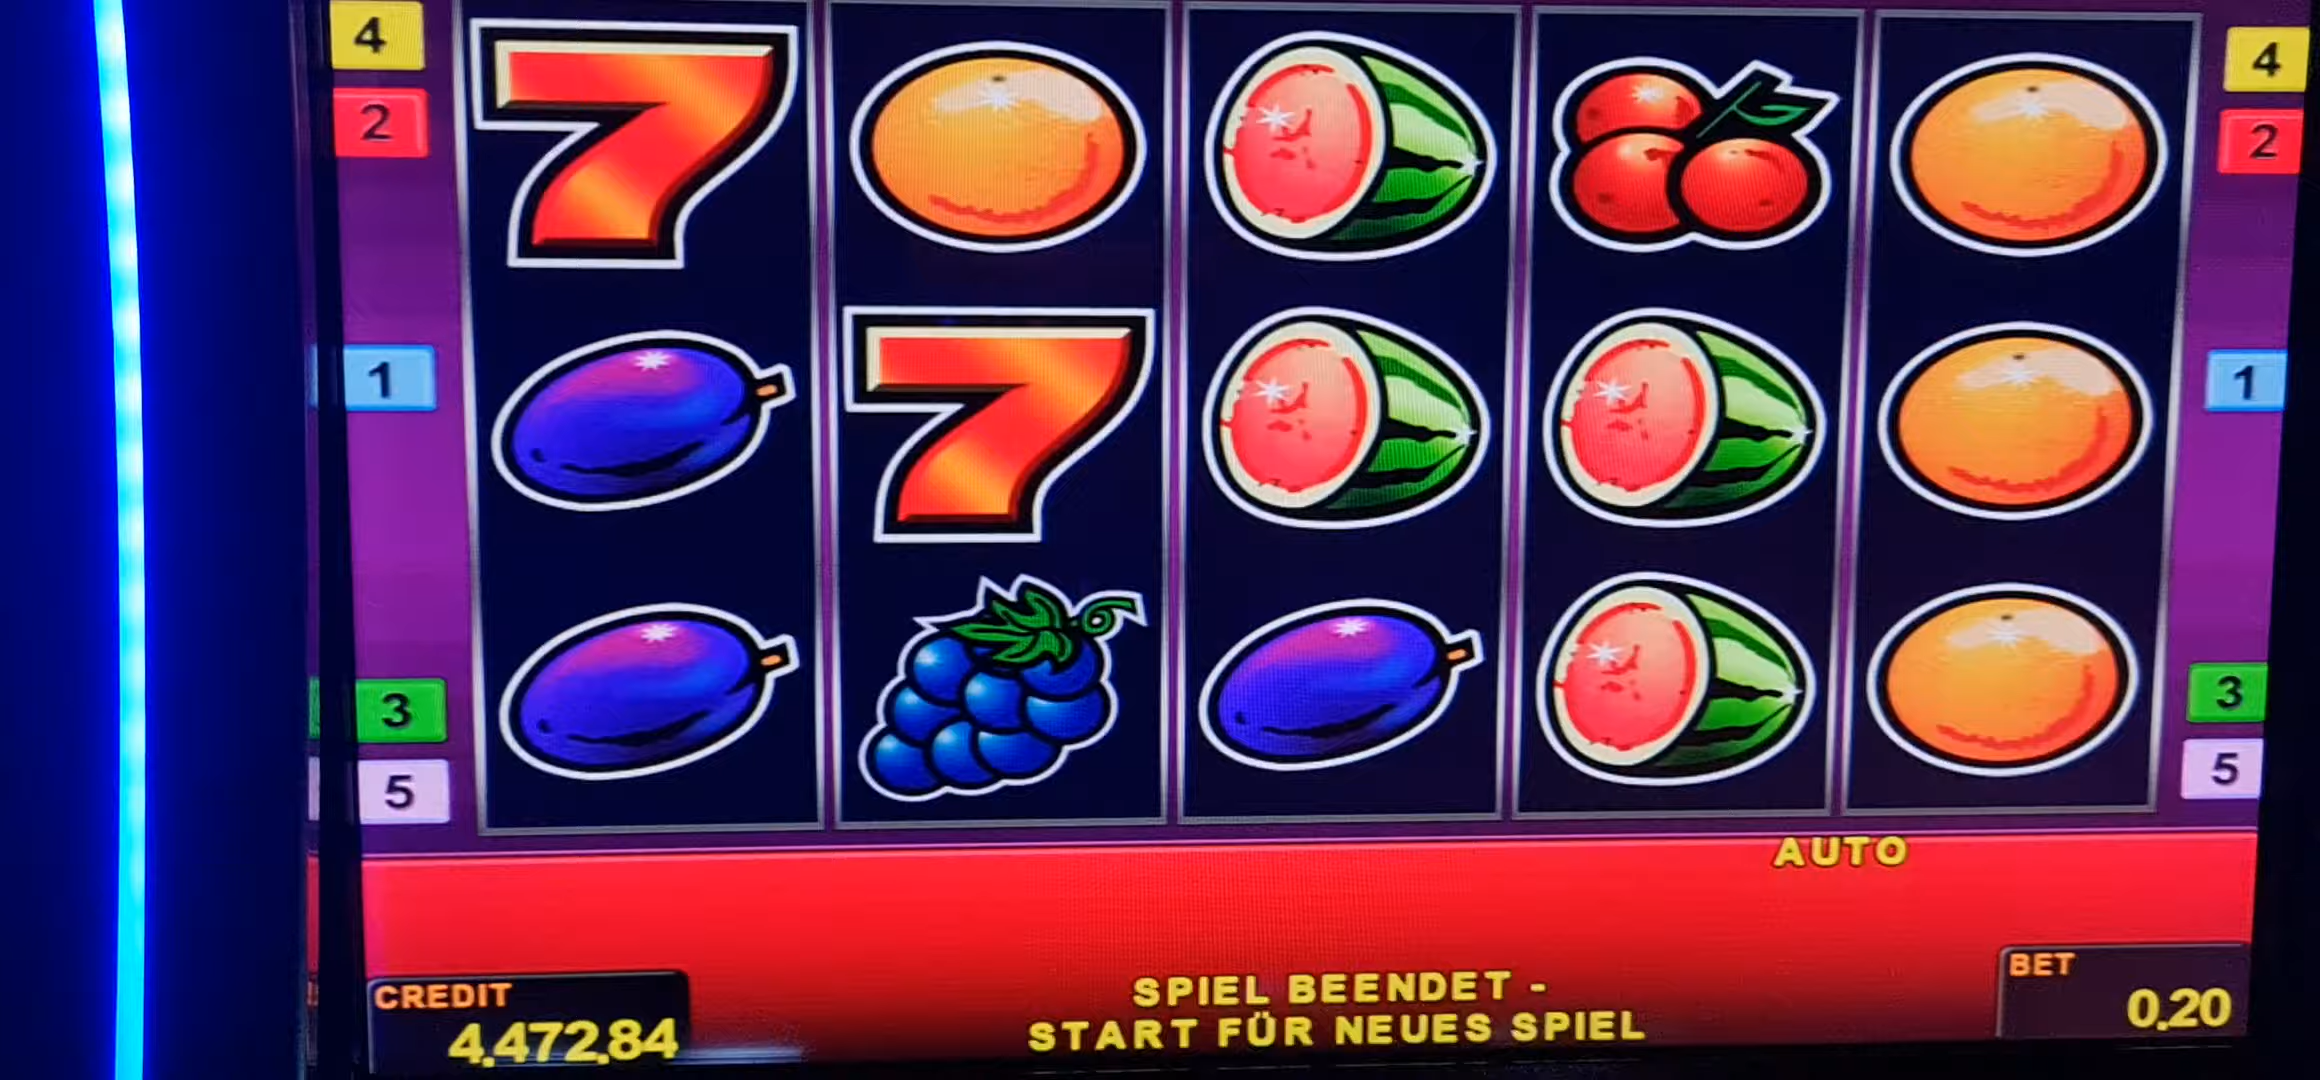 4
4
2
2
1
1
3
3
5
5
AUTO
CREDIT
4.472,84
SPIEL BEENDET -
START FÜR NEUES SPIEL
BET
0,20